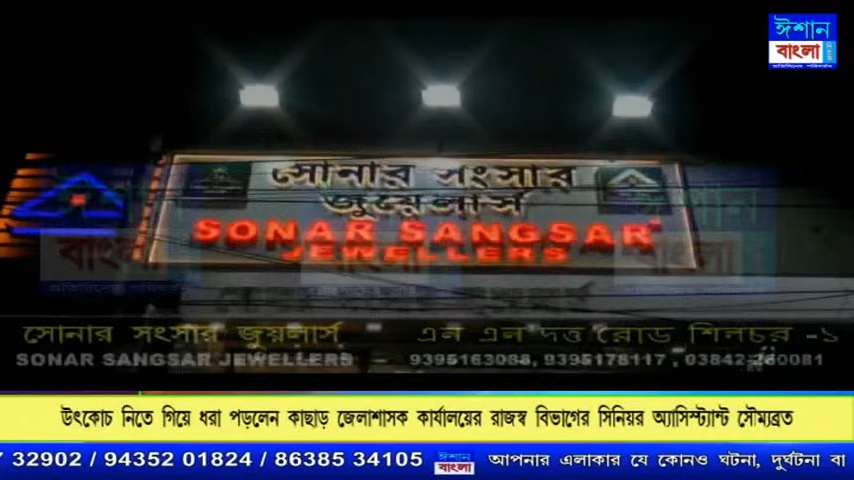 ঈশান
বাংলা
সোনার সংসার
জুয়েলার্স
SONAR SANGSAR
JEWELLERS
সোনার সংসার জুয়েলার্স - এন এন দত্ত রোড শিলচর -১
SONAR SANGSAR JEWELLERS - 9395163088, 9395178117 , 03842-260081
উৎকোচ নিতে গিয়ে ধরা পড়লেন কাছাড় জেলাশাসক কার্যালয়ের রাজস্ব বিভাগের সিনিয়র অ্যাসিস্ট্যান্ট সৌম্যব্রত
7 32902 / 94352 01824 / 86385 34105 ঈশান বাংলা আপনার এলাকার যে কোনও ঘটনা, দুর্ঘটনা বা